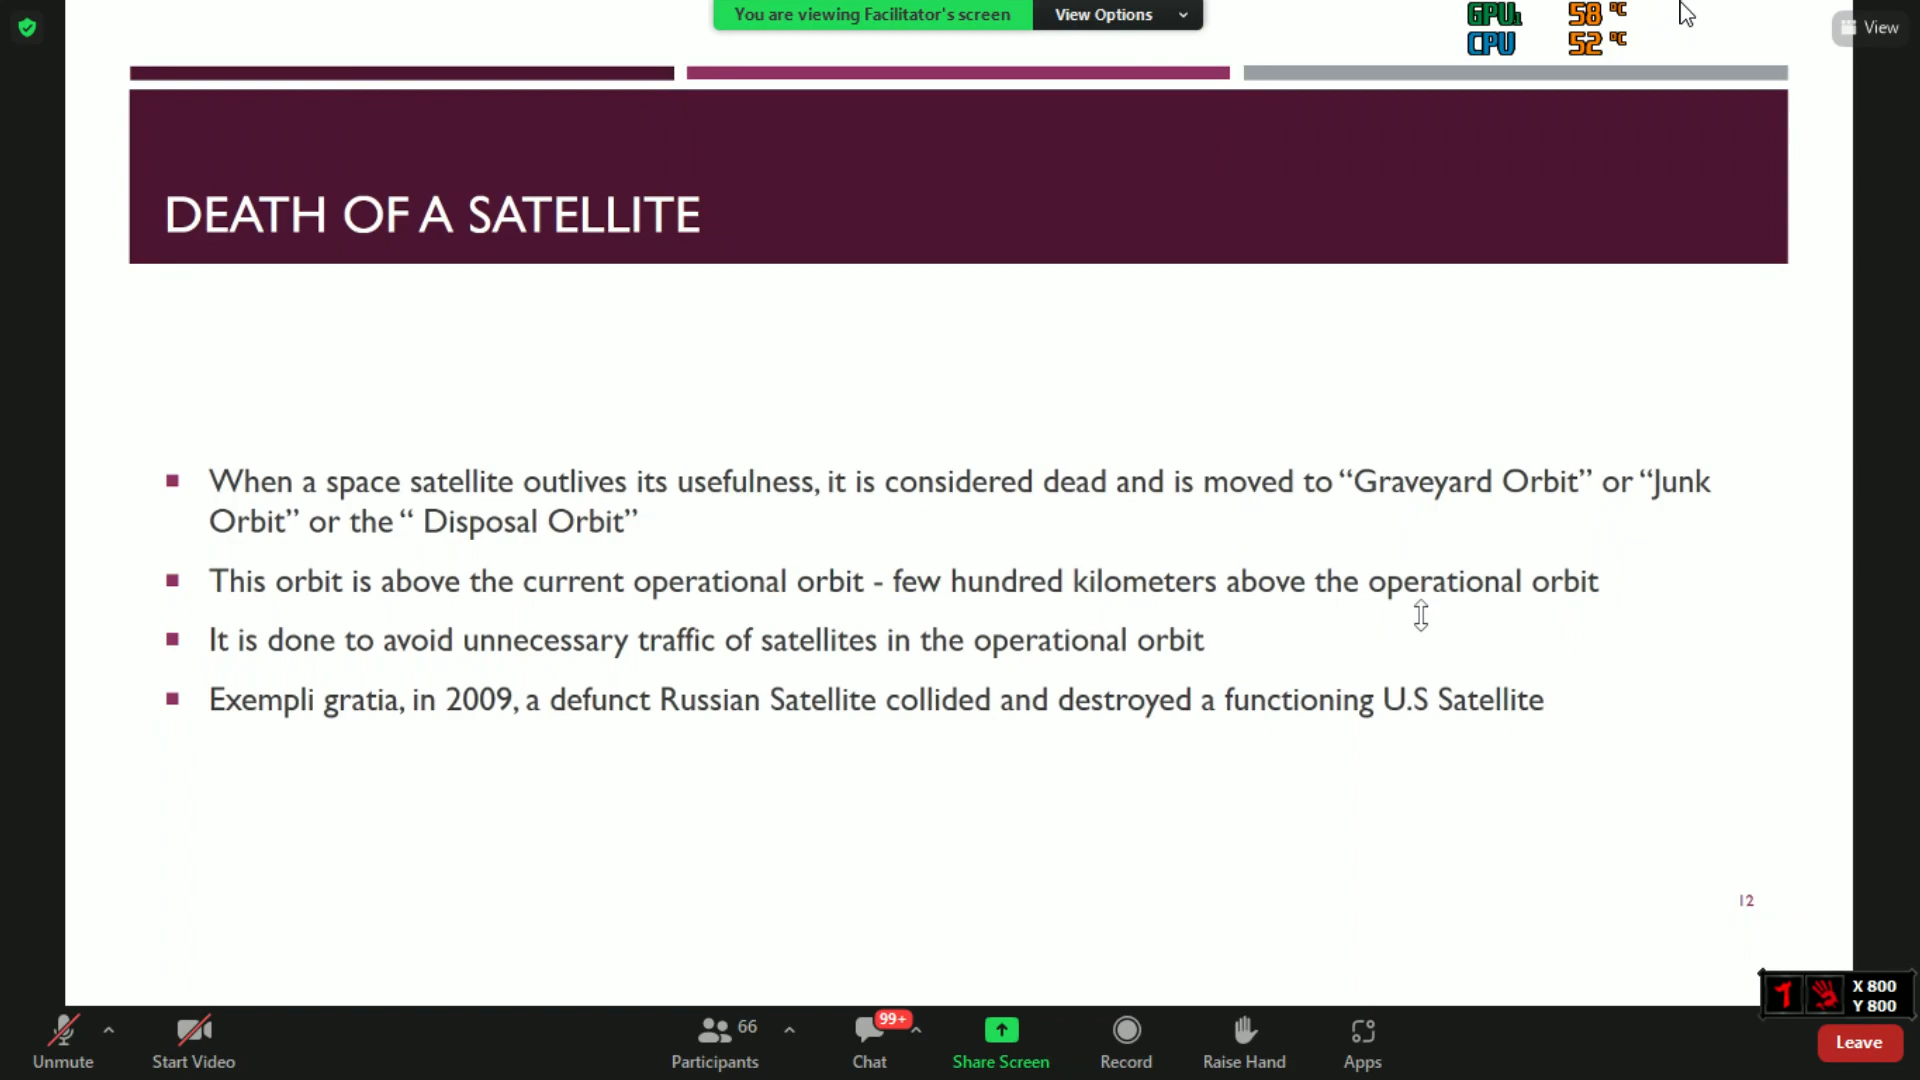 You are viewing Facilitator's screen View Options
GPU1 58 °C
CPU 52 °C
View
DEATH OF A SATELLITE
When a space satellite outlives its usefulness, it is considered dead and is moved to “Graveyard Orbit” or “Junk
Orbit” or the “ Disposal Orbit”
This orbit is above the current operational orbit - few hundred kilometers above the operational orbit
It is done to avoid unnecessary traffic of satellites in the operational orbit
Exempli gratia, in 2009, a defunct Russian Satellite collided and destroyed a functioning U.S Satellite
12
X 800
Y 800
Unmute
Start Video
66
Participants
99+
Chat
Share Screen
Record
Raise Hand
Apps
Leave